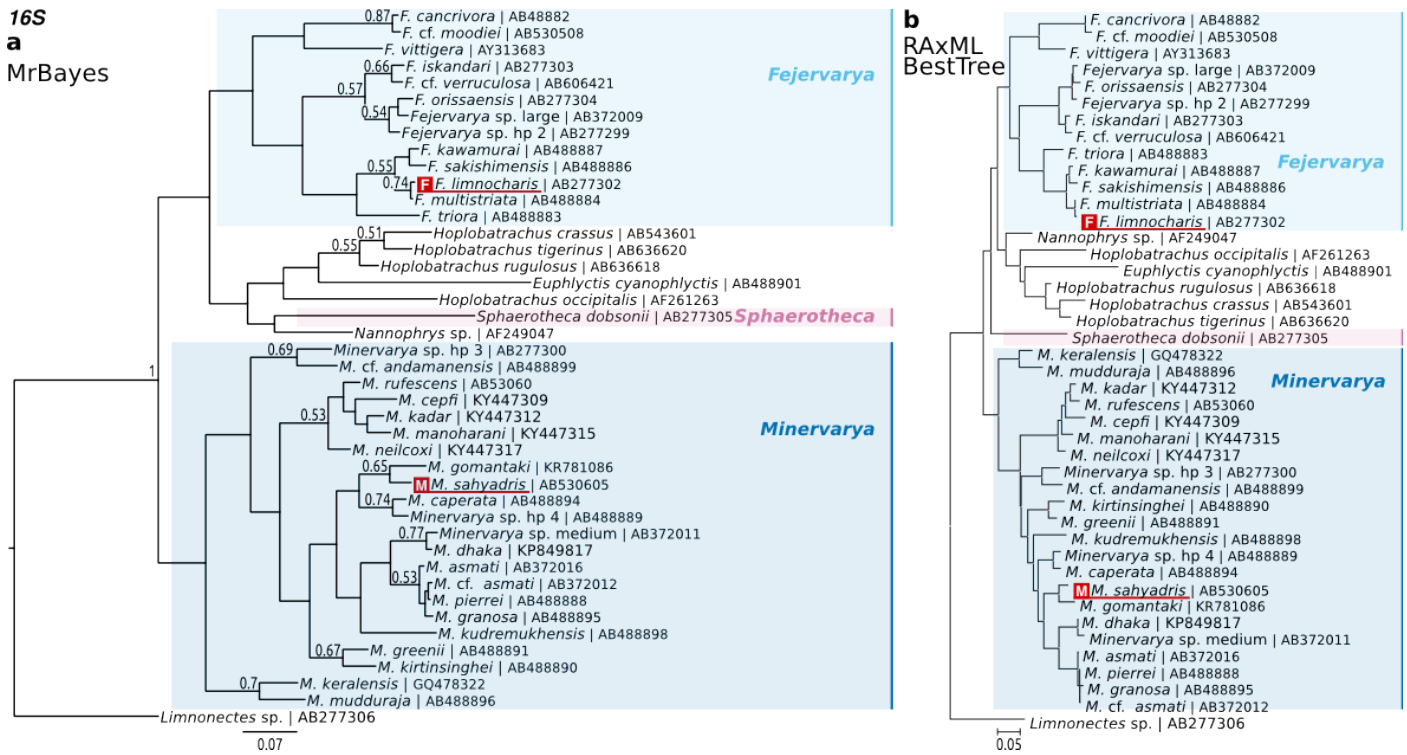 16S
a
MrBayes
0.87
F. cancrivora | AB48882
F. cf. moodiei | AB530508
F. vittigera | AY313683
0.66
F. iskandari | AB277303
0.57
F. cf. verruculosa | AB606421
F. orissaensis | AB277304
0.54
Fejervarya sp. large | AB372009
Fejervarya sp. hp 2 | AB277299
F. kawamurai | AB488887
0.55
F. sakishimensis | AB488886
0.74
F F. limnocharis | AB277302
F. multistriata | AB488884
F. triora | AB488883
Fejervarya
0.51
Hoplobatrachus crassus | AB543601
0.55
Hoplobatrachus tigerinus | AB636620
Hoplobatrachus rugulosus | AB636618
Euphlyctis cyanophlyctis | AB488901
Hoplobatrachus occipitalis | AF261263
Sphaerotheca dobsonii | AB277305
Sphaerotheca
Nannophrys sp. | AF249047
0.69
Minervarya sp. hp 3 | AB277300
M. cf. andamanensis | AB488899
1
M. rufescens | AB53060
M. cepfi | KY447309
0.53
M. kadar | KY447312
M. manoharani | KY447315
M. neilcoxi | KY447317
Minervarya
0.65
M. gomantaki | KR781086
M M. sahyadris | AB530605
0.74
M. caperata | AB488894
Minervarya sp. hp 4 | AB488889
0.77
Minervarya sp. medium | AB372011
M. dhaka | KP849817
M. asmati | AB372016
0.53
M. cf. asmati | AB372012
M. pierrei | AB488888
M. granosa | AB488895
M. kudremukhensis | AB488898
0.67
M. greenii | AB488891
M. kirtinsinghei | AB488890
0.7
M. keralensis | GQ478322
M. mudduraja | AB488896
Limnonectes sp. | AB277306
0.07
b
RAxML
BestTree
F. cancrivora | AB48882
F. cf. moodiei | AB530508
F. vittigera | AY313683
Fejervarya sp. large | AB372009
F. orissaensis | AB277304
Fejervarya sp. hp 2 | AB277299
F. iskandari | AB277303
F. cf. verruculosa | AB606421
F. triora | AB488883
Fejervarya
F. kawamurai | AB488887
F. sakishimensis | AB488886
F. multistriata | AB488884
F F. limnocharis | AB277302
Nannophrys sp. | AF249047
Hoplobatrachus occipitalis | AF261263
Euphlyctis cyanophlyctis | AB488901
Hoplobatrachus rugulosus | AB636618
Hoplobatrachus crassus | AB543601
Hoplobatrachus tigerinus | AB636620
Sphaerotheca dobsonii | AB277305
M. keralensis | GQ478322
M. mudduraja | AB488896
Minervarya
M. kadar | KY447312
M. rufescens | AB53060
M. cepfi | KY447309
M. manoharani | KY447315
M. neilcoxi | KY447317
Minervarya sp. hp 3 | AB277300
M. cf. andamanensis | AB488899
M. kirtinsinghei | AB488890
M. greenii | AB488891
M. kudremukhensis | AB488898
Minervarya sp. hp 4 | AB488889
M. caperata | AB488894
M M. sahyadris | AB530605
M. gomantaki | KR781086
M. dhaka | KP849817
Minervarya sp. medium | AB372011
M. asmati | AB372016
M. pierrei | AB488888
M. granosa | AB488895
M. cf. asmati | AB372012
Limnonectes sp. | AB277306
0.05